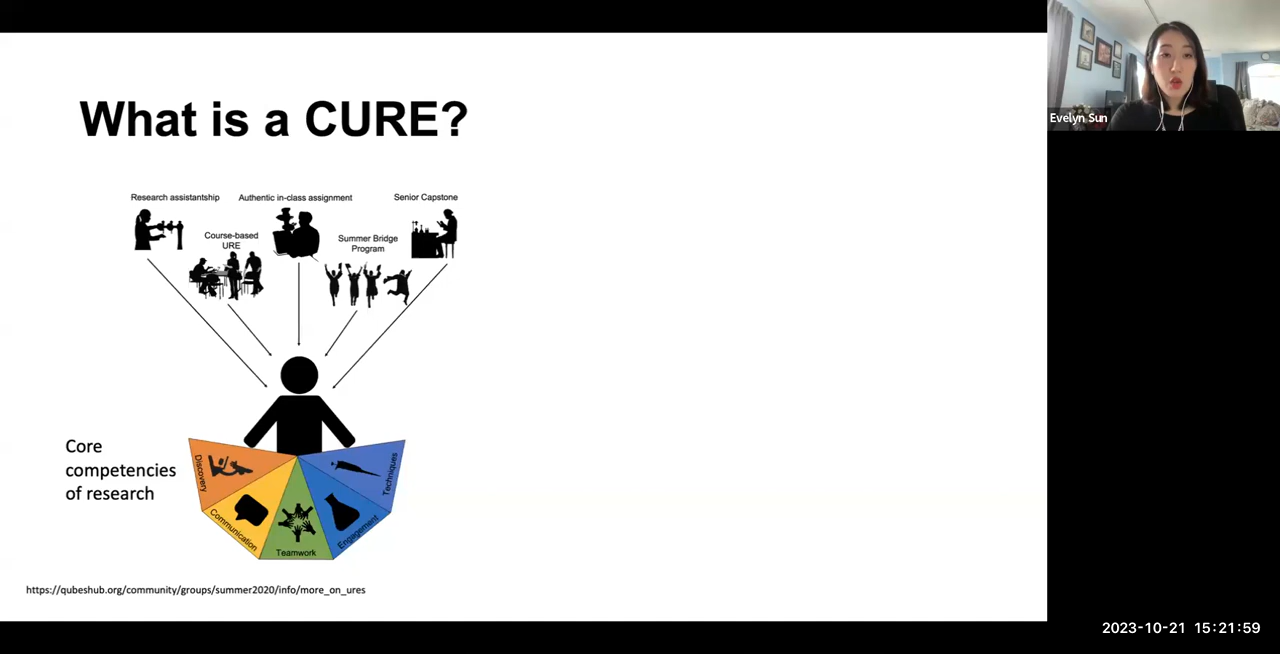 What is a CURE?
Research assistantship
Authentic in-class assignment
Senior Capstone
Course-based
URE
Summer Bridge
Program
Core
competencies
of research
Discovery
Communication
Teamwork
Engagement
Techniques
https://qubeshub.org/community/groups/summer2020/info/more_on_ures
Evelyn Sun
2023-10-21 15:21:59